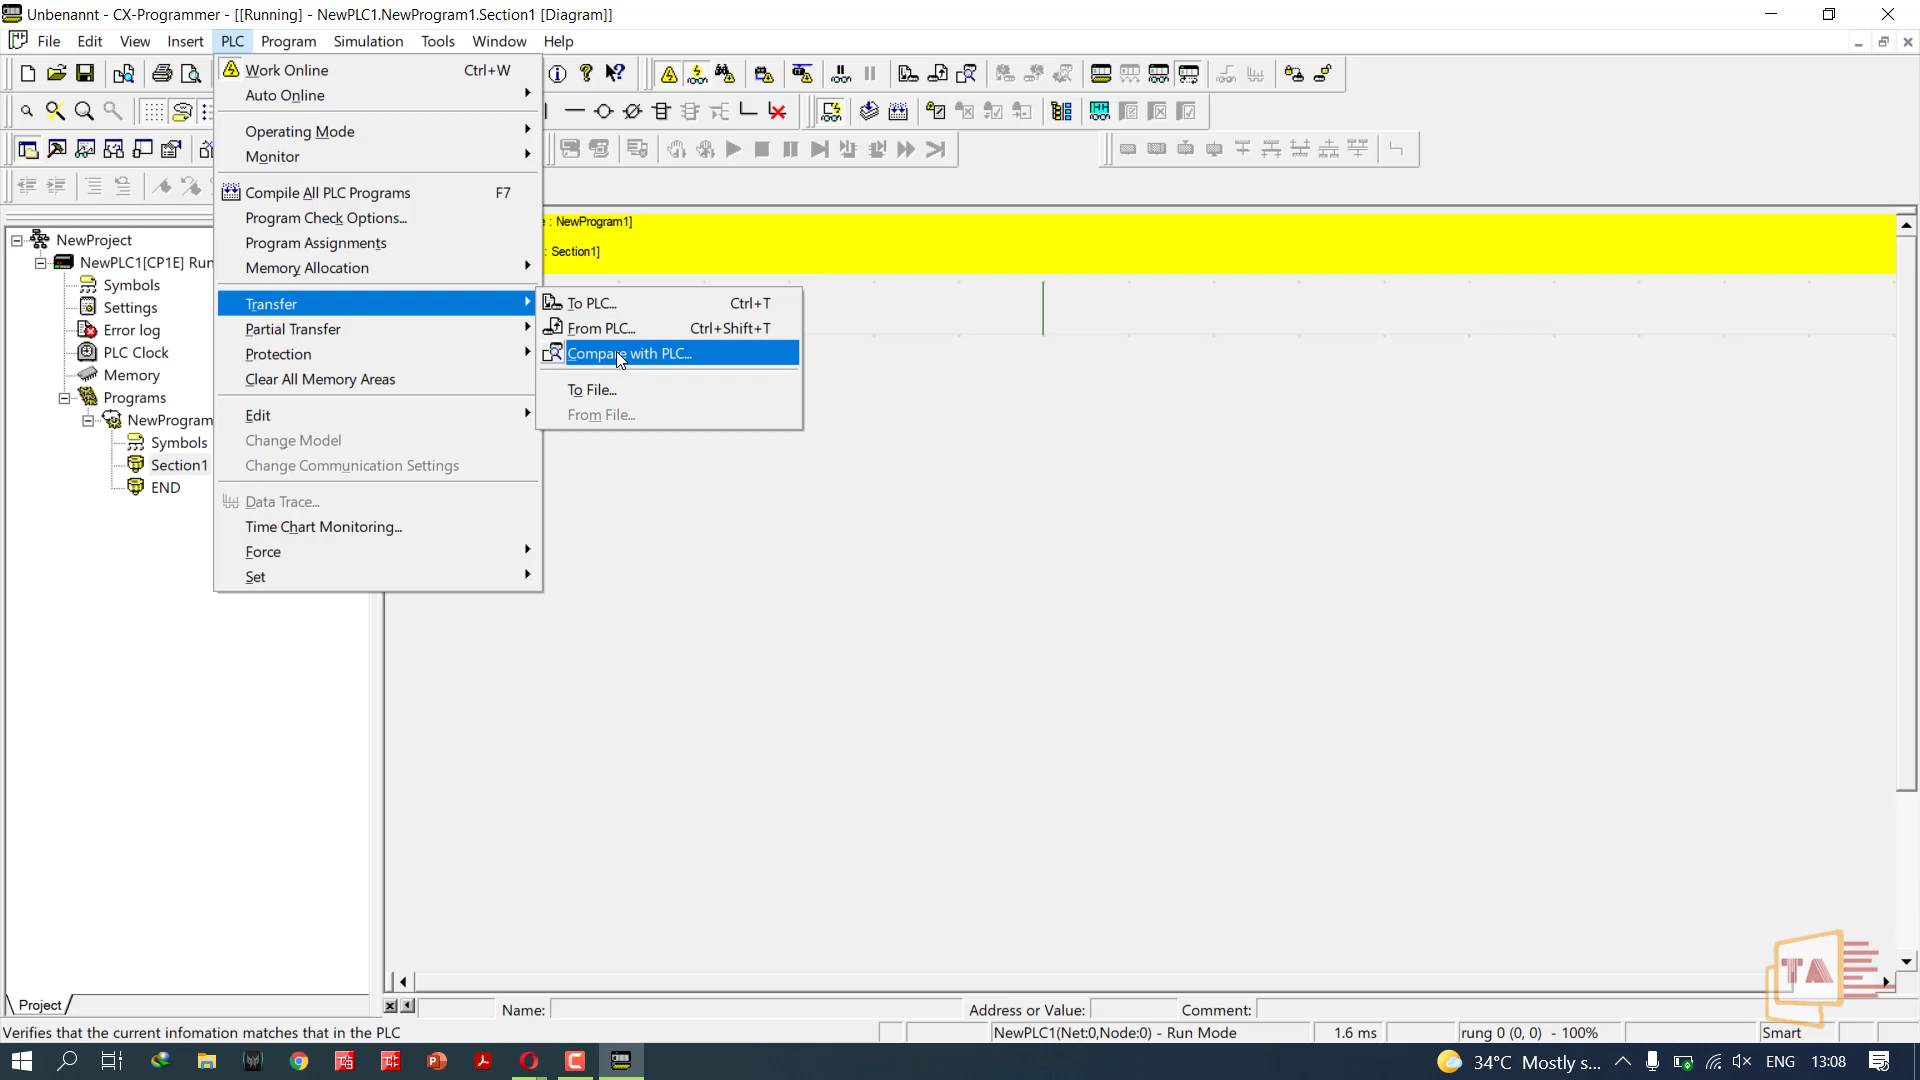 Unbenannt - CX-Programmer - [[Running] - NewPLC1.NewProgram1.Section1 [Diagram]]
File Edit View Insert PLC Program Simulation Tools Window Help
Work Online Ctrl+W
Auto Online
Operating Mode
Monitor
Compile All PLC Programs F7
Program Check Options...
Program Assignments
Memory Allocation
Transfer
Partial Transfer
Protection
Clear All Memory Areas
Edit
Change Model
Change Communication Settings
Data Trace...
Time Chart Monitoring...
Force
Set
To PLC... Ctrl+T
From PLC... Ctrl+Shift+T
Compare with PLC...
To File...
From File...
NewProject
NewPLC1[CP1E] Run
Symbols
Settings
Error log
PLC Clock
Memory
Programs
NewProgram
Symbols
Section1
END
: NewProgram1]
: Section1]
Project
Name: Address or Value: Comment:
Verifies that the current infomation matches that in the PLC
NewPLC1(Net:0,Node:0) - Run Mode 1.6 ms rung 0 (0, 0) - 100% Smart
TA
34°C Mostly s... ENG 13:08